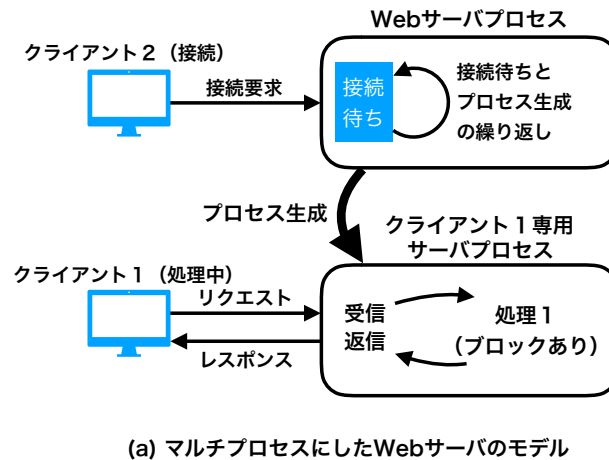 Webサーバプロセス
クライアント２（接続）
接続要求
接続
待ち
接続待ちと
プロセス生成
の繰り返し
プロセス生成
クライアント１専用
サーバプロセス
クライアント１（処理中）
リクエスト
レスポンス
受信
返信
処理１
（ブロックあり）
(a) マルチプロセスにしたWebサーバのモデル